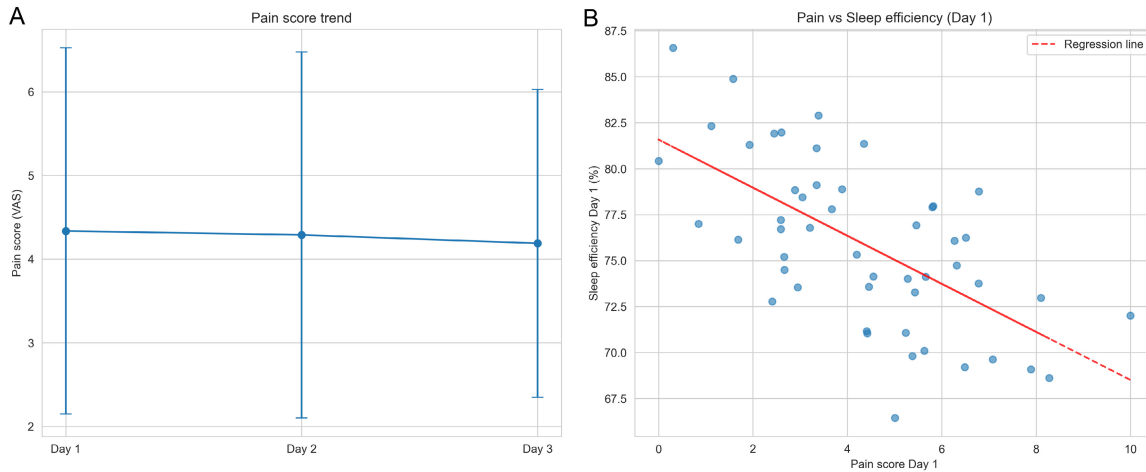 A
Pain score trend
Pain score (VAS)
6
5
4
3
2
Day 1
Day 2
Day 3
B
Pain vs Sleep efficiency (Day 1)
Sleep efficiency Day 1 (%)
87.5
85.0
82.5
80.0
77.5
75.0
72.5
70.0
67.5
Regression line
0
2
4
6
8
10
Pain score Day 1